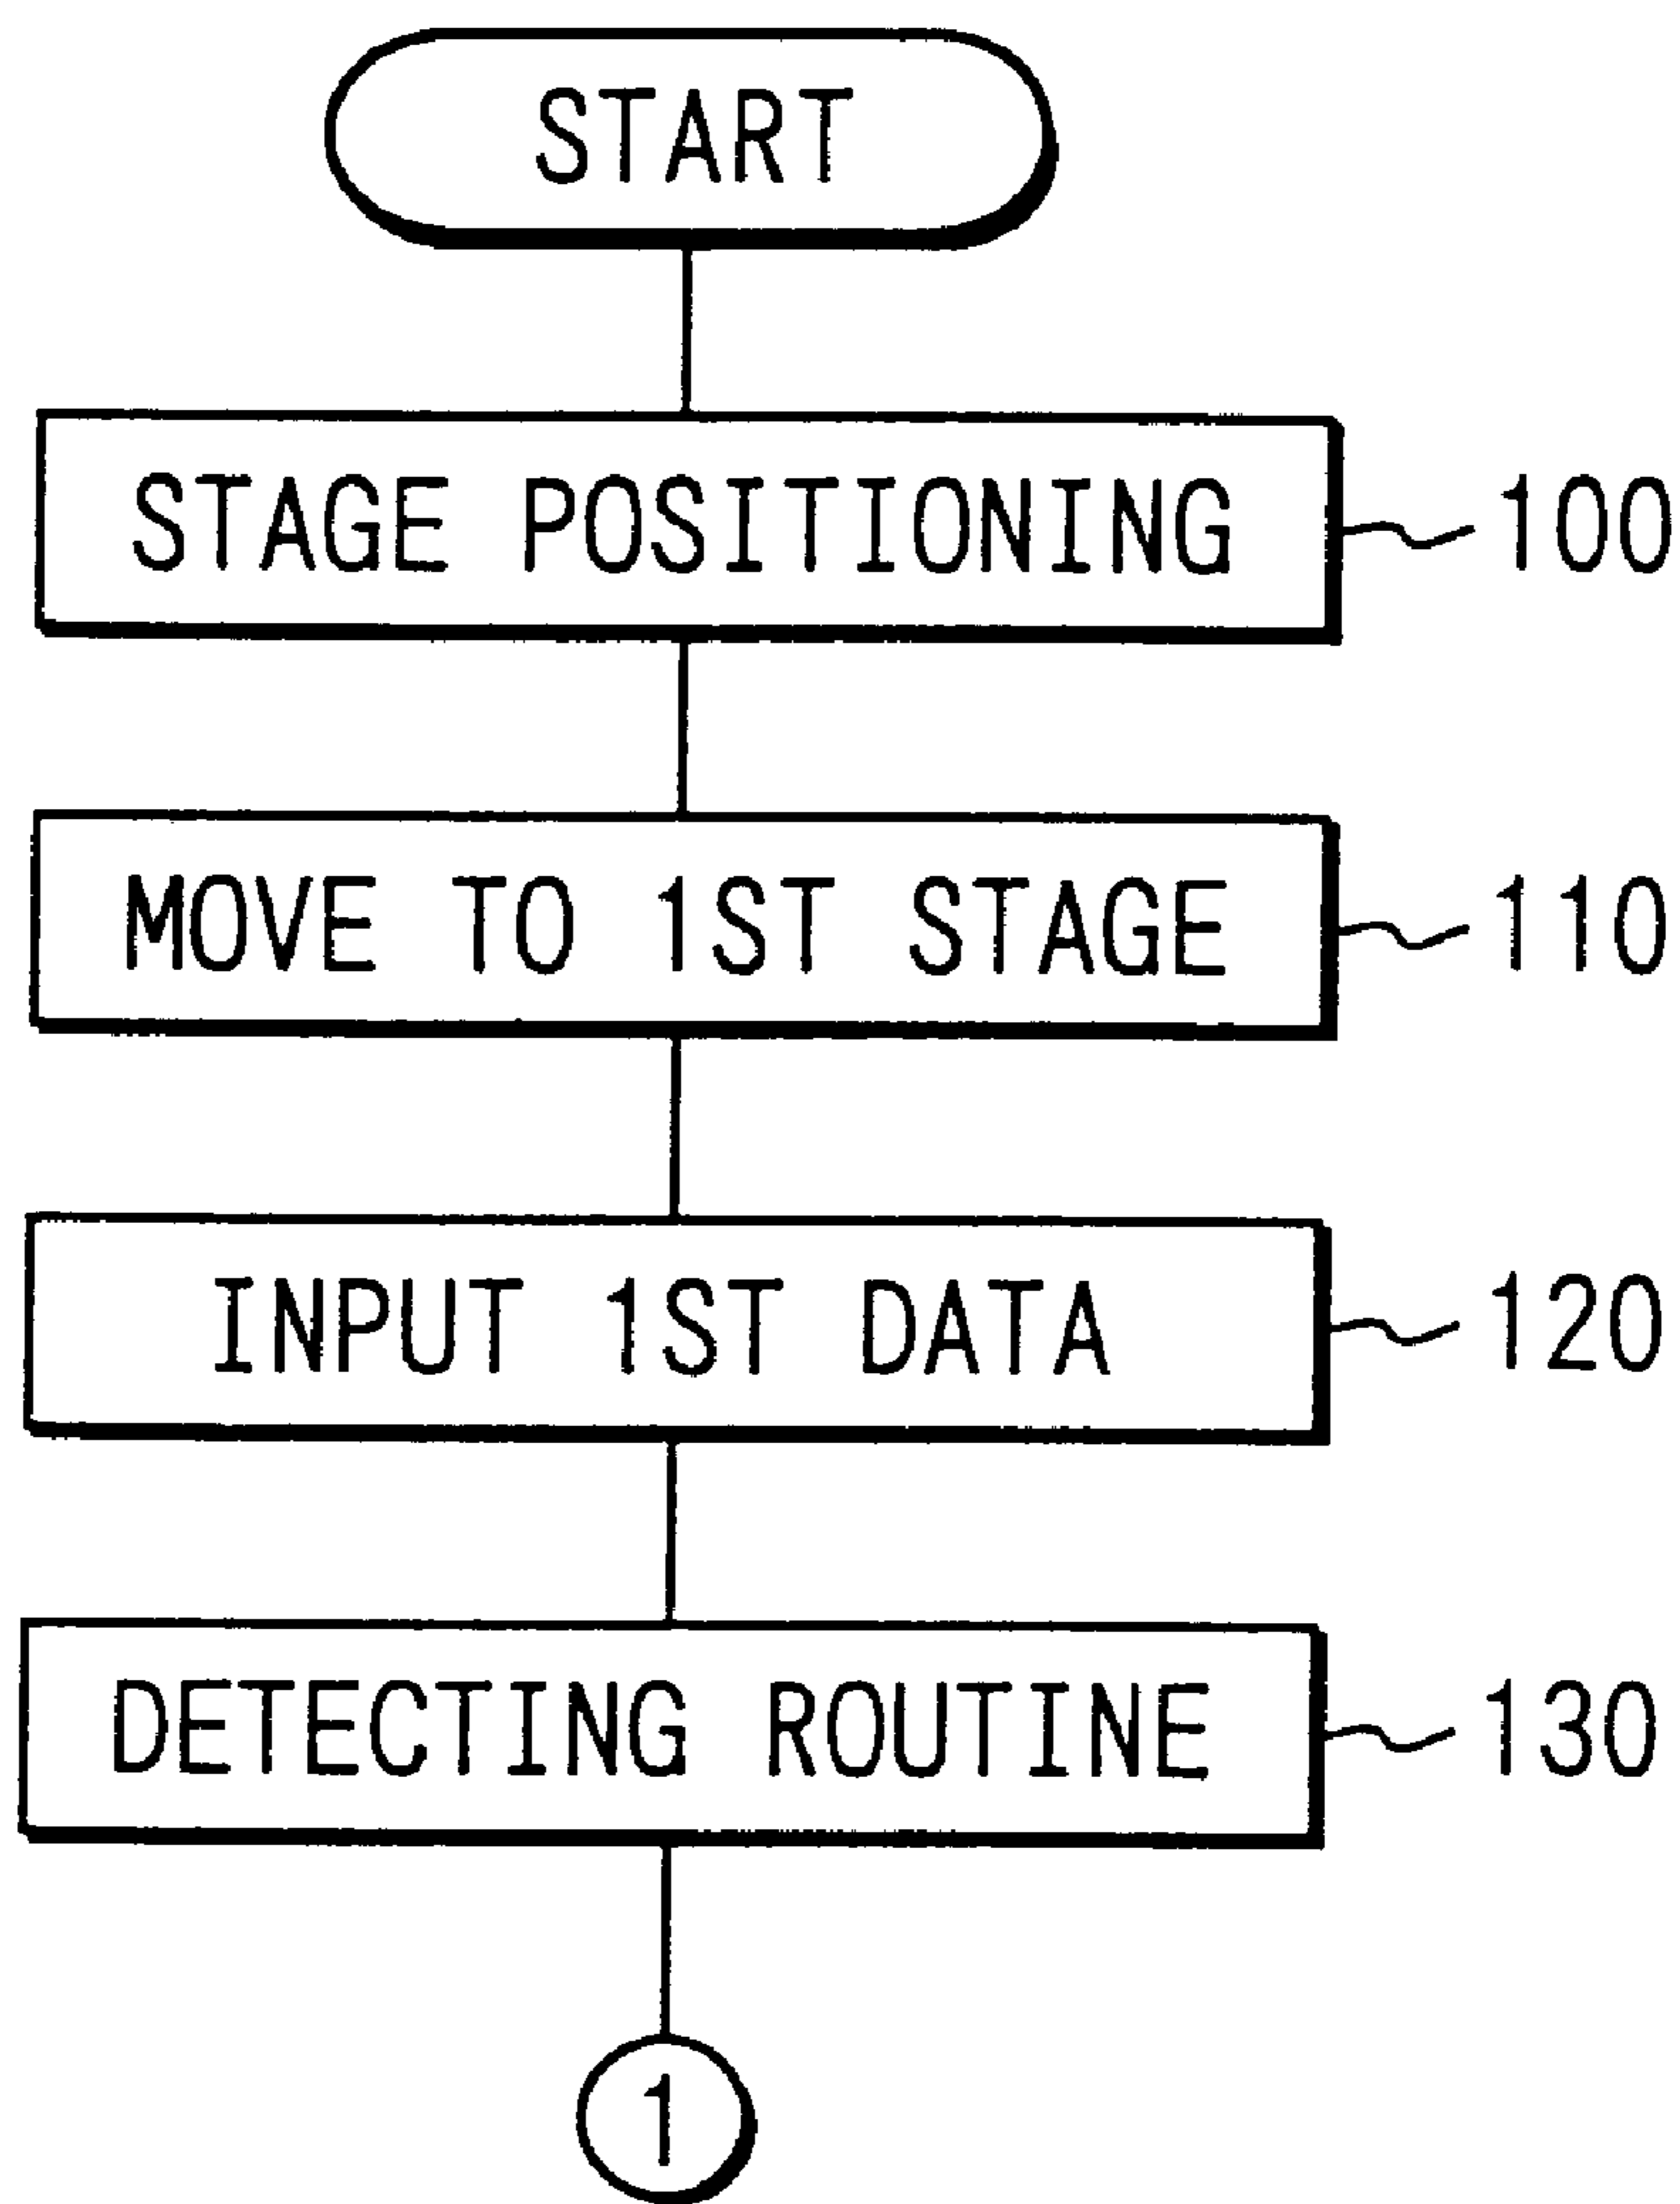 START
STAGE POSITIONING 100
MOVE TO 1ST STAGE 110
INPUT 1ST DATA 120
DETECTING ROUTINE 130
1